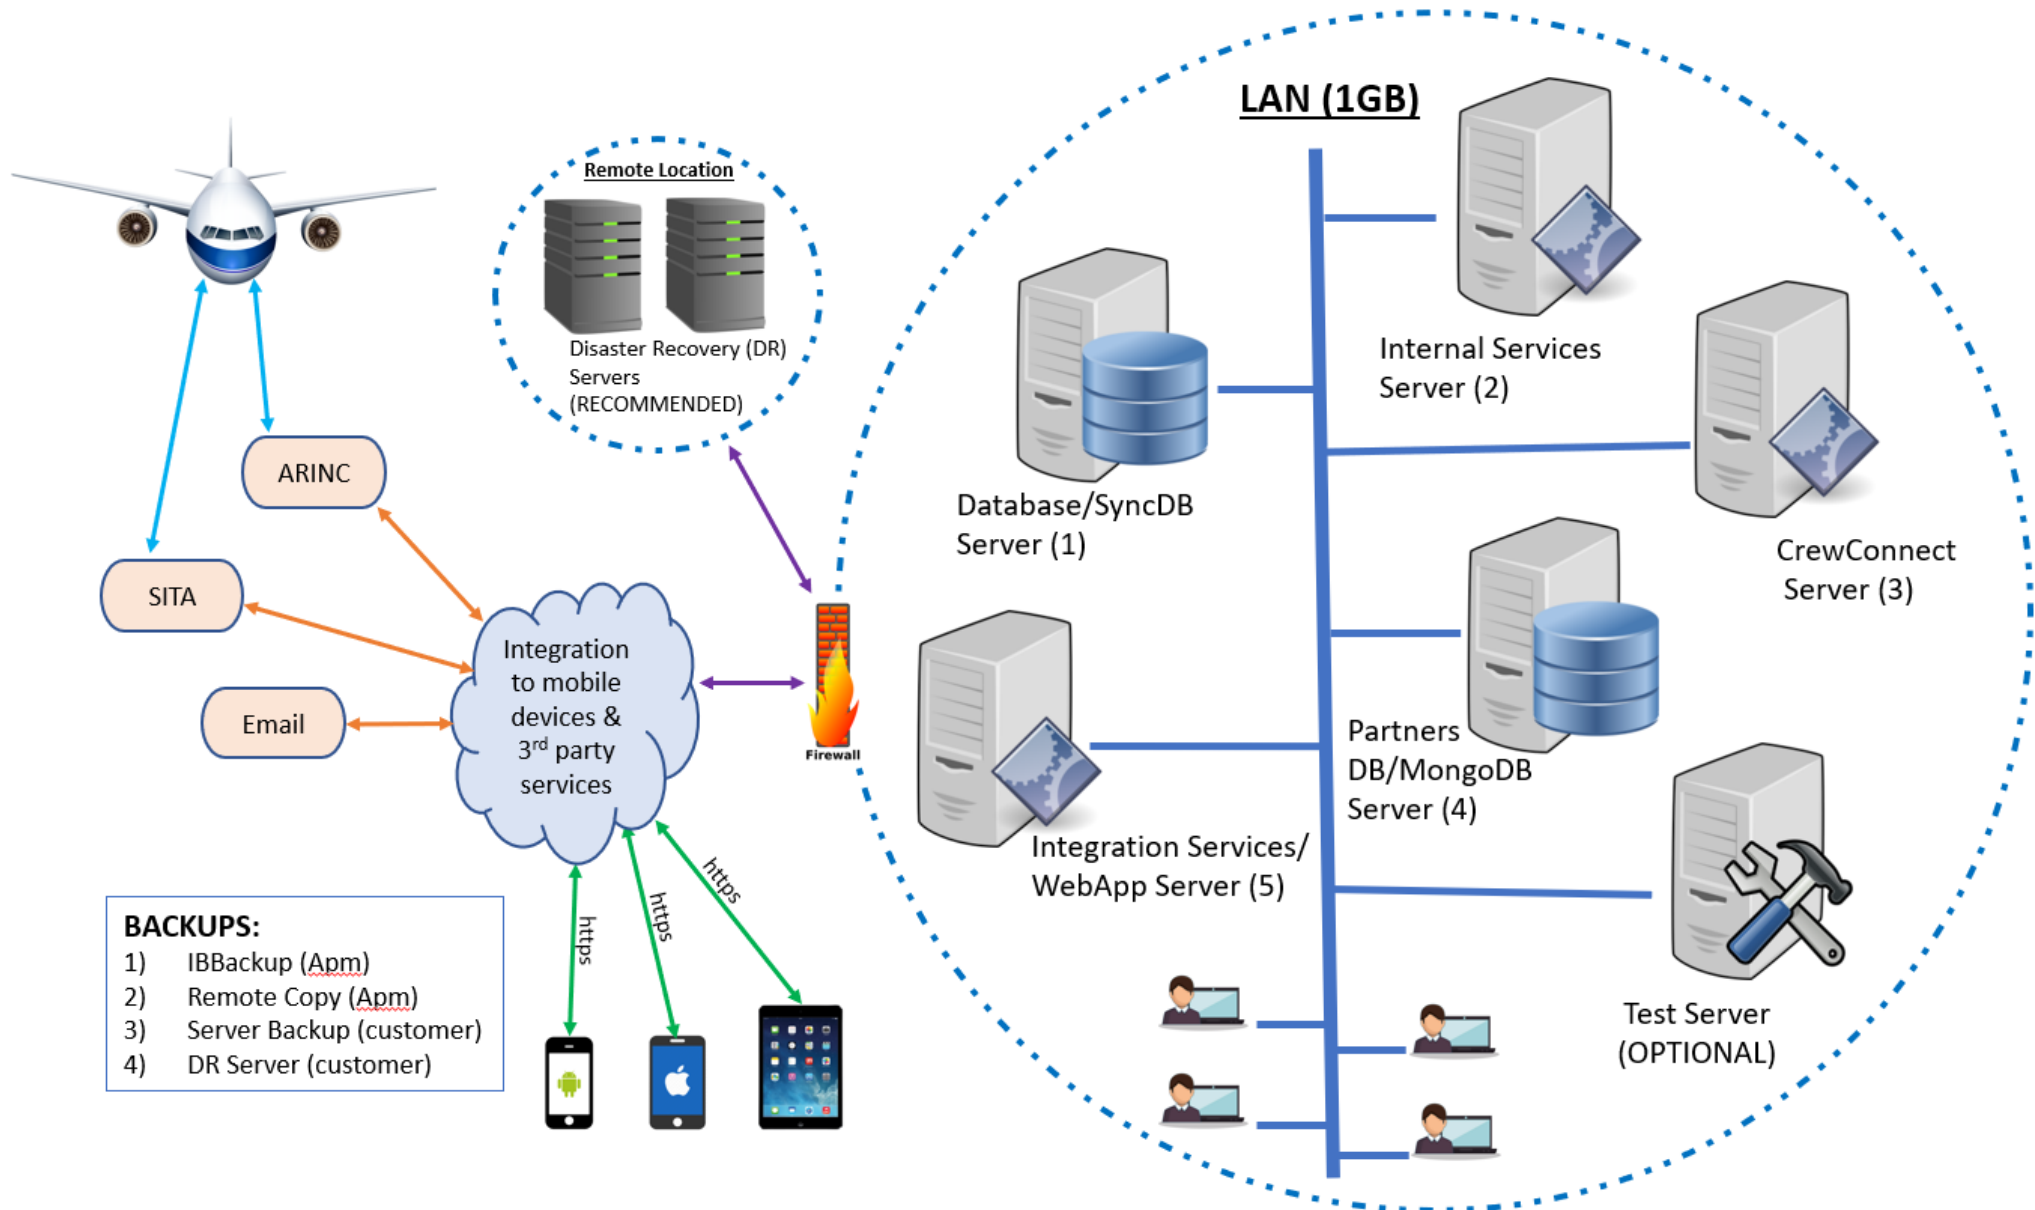 LAN (1GB)
Remote Location
Disaster Recovery (DR)
Servers
(RECOMMENDED)
Internal Services
Server (2)
ARINC
Database/SyncDB
Server (1)
CrewConnect
Server (3)
SITA
Integration
to mobile
devices &
3rd party
services
Email
Firewall
Partners
DB/MongoDB
Server (4)
Integration Services/
WebApp Server (5)
https
https
https
BACKUPS:
1) IBBackup (Apm)
2) Remote Copy (Apm)
3) Server Backup (customer)
4) DR Server (customer)
Test Server
(OPTIONAL)